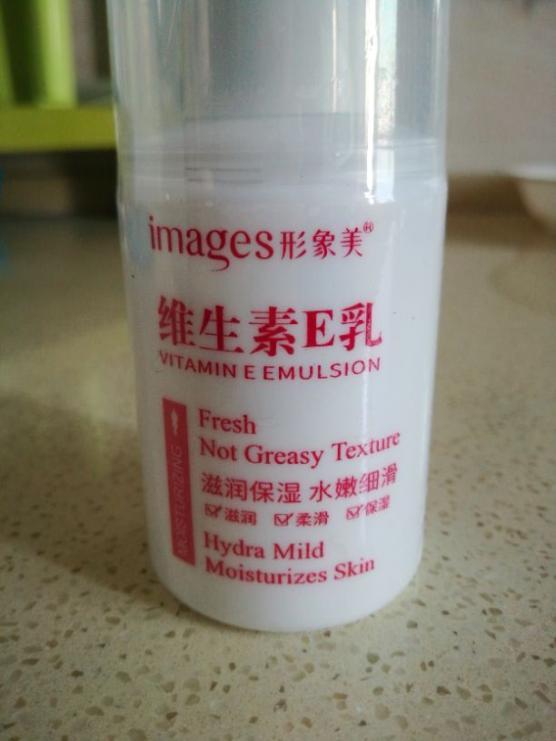 images形象美®
维生素E乳
VITAMIN E EMULSION
MOISTURIZING
Fresh
Not Greasy Texture
滋润保湿 水嫩细滑
☑滋润 ☑柔滑 ☑保湿
Hydra Mild
Moisturizes Skin